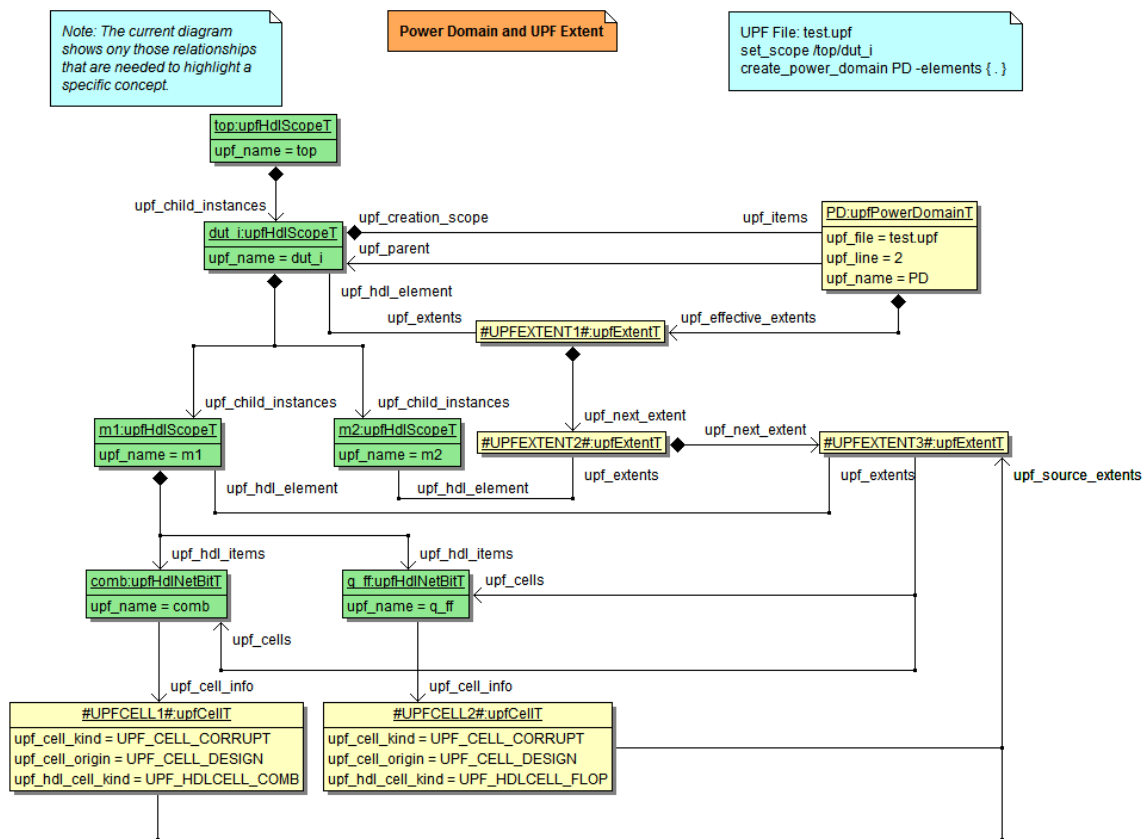 Note: The current diagram
shows ony those relationships
that are needed to highlight a
specific concept.
Power Domain and UPF Extent
UPF File: test.upf
set_scope /top/dut_i
create_power_domain PD -elements { . }
top:upfHdlScopeT
upf_name = top
upf_child_instances
dut_i:upfHdlScopeT
upf_name = dut_i
upf_creation_scope
upf_items
upf_parent
PD:upfPowerDomainT
upf_file = test.upf
upf_line = 2
upf_name = PD
upf_hdl_element
upf_extents
upf_effective_extents
#UPFEXTENT1#:upfExtentT
upf_child_instances
upf_child_instances
upf_next_extent
m1:upfHdlScopeT
upf_name = m1
m2:upfHdlScopeT
upf_name = m2
#UPFEXTENT2#:upfExtentT
upf_next_extent
#UPFEXTENT3#:upfExtentT
upf_hdl_element
upf_hdl_element
upf_extents
upf_extents
upf_source_extents
upf_hdl_items
upf_hdl_items
comb:upfHdlNetBitT
upf_name = comb
q_ff:upfHdlNetBitT
upf_name = q_ff
upf_cells
upf_cells
upf_cell_info
upf_cell_info
#UPFCELL1#:upfCellT
upf_cell_kind = UPF_CELL_CORRUPT
upf_cell_origin = UPF_CELL_DESIGN
upf_hdl_cell_kind = UPF_HDLCELL_COMB
#UPFCELL2#:upfCellT
upf_cell_kind = UPF_CELL_CORRUPT
upf_cell_origin = UPF_CELL_DESIGN
upf_hdl_cell_kind = UPF_HDLCELL_FLOP